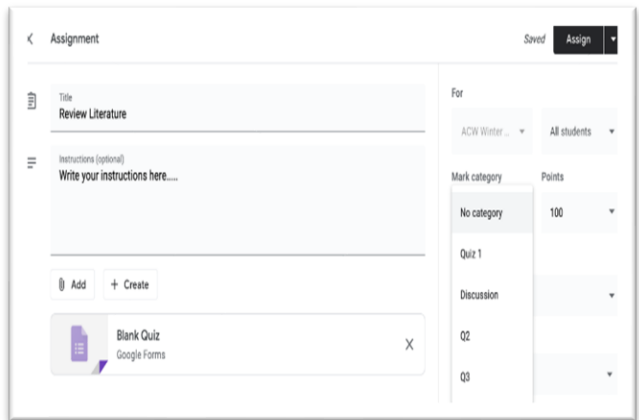 Assignment
Saved
Assign
Title
Review Literature
Instructions (optional)
Write your instructions here.....
Add
+ Create
Blank Quiz
Google Forms
X
For
ACW Winter ...
All students
Mark category
Points
No category
100
Quiz 1
Discussion
Q2
Q3